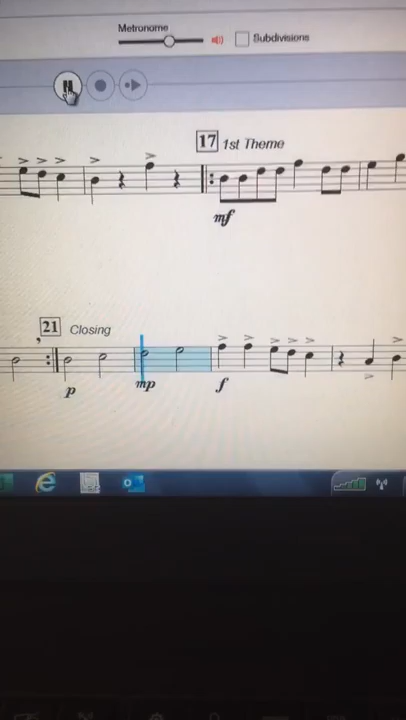 Metronome
Subdivisions
17 1st Theme
mf
21 Closing
p mp f